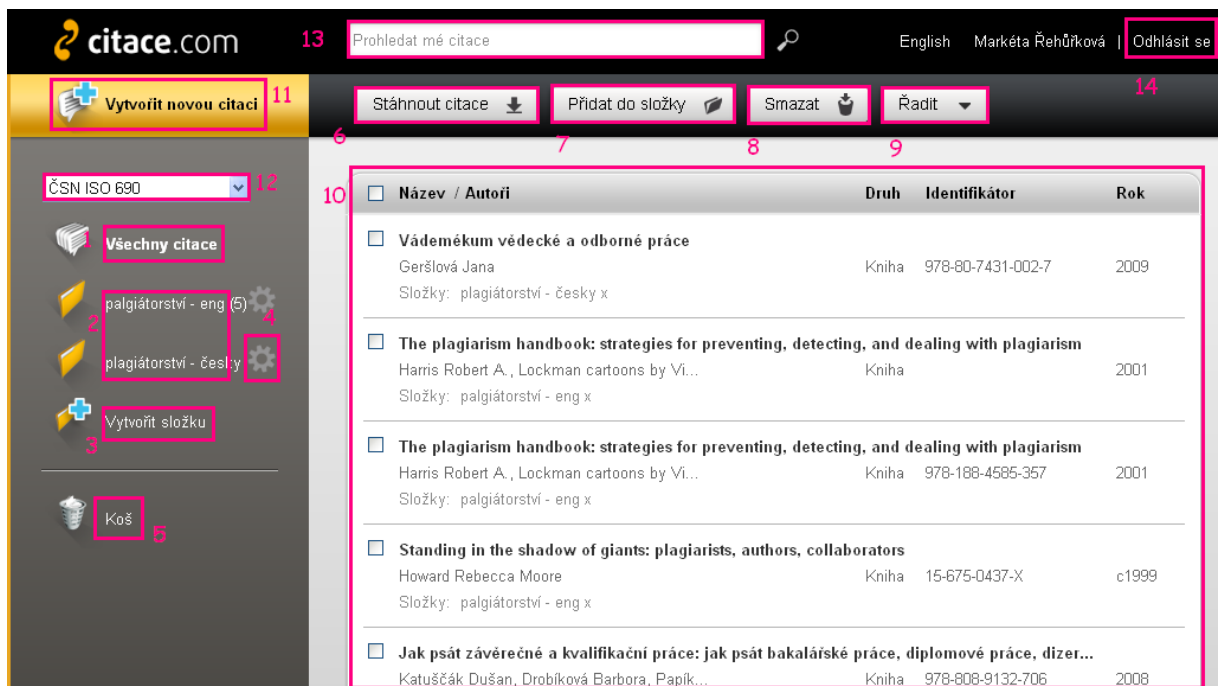 citace.com
13 Prohledat mé citace
English Markéta Řehůřková | Odhlásit se
14
Vytvořit novou citaci 11
Stáhnout citace Přidat do složky Smazat Řadit
6 7 8 9
ČSN ISO 690 12
1 Všechny citace
2 palgiátorství - eng (5) 4
plagiátorství - česky
3 Vytvořit složku
Koš 5
10 Název / Autoři Druh Identifikátor Rok
Vádemékum vědecké a odborné práce
Geršlová Jana Kniha 978-80-7431-002-7 2009
Složky: plagiátorství - česky x
The plagiarism handbook: strategies for preventing, detecting, and dealing with plagiarism
Harris Robert A., Lockman cartoons by Vi... Kniha 2001
Složky: palgiátorství - eng x
The plagiarism handbook: strategies for preventing, detecting, and dealing with plagiarism
Harris Robert A., Lockman cartoons by Vi... Kniha 978-188-4585-357 2001
Složky: palgiátorství - eng x
Standing in the shadow of giants: plagiarists, authors, collaborators
Howard Rebecca Moore Kniha 15-675-0437-X c1999
Složky: palgiátorství - eng x
Jak psát závěrečné a kvalifikační práce: jak psát bakalářské práce, diplomové práce, dizer...
Katuščák Dušan, Drobíková Barbora, Papík... Kniha 978-808-9132-706 2008